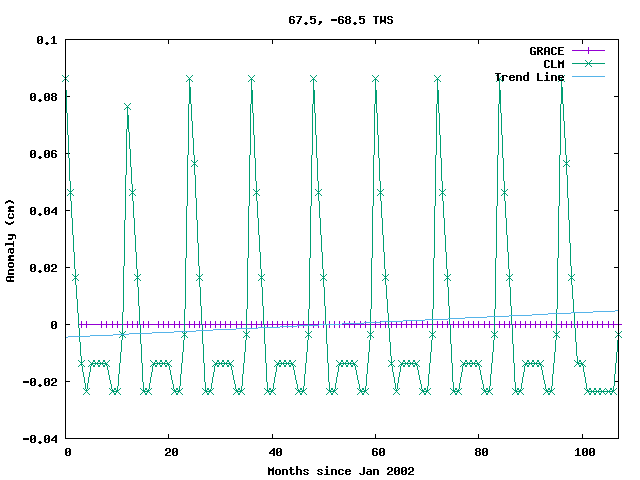 67.5, -68.5 TWS
0.1
0.08
0.06
0.04
0.02
0
-0.02
-0.04
Anomaly (cm)
GRACE
CLM
Trend Line
0 20 40 60 80 100
Months since Jan 2002